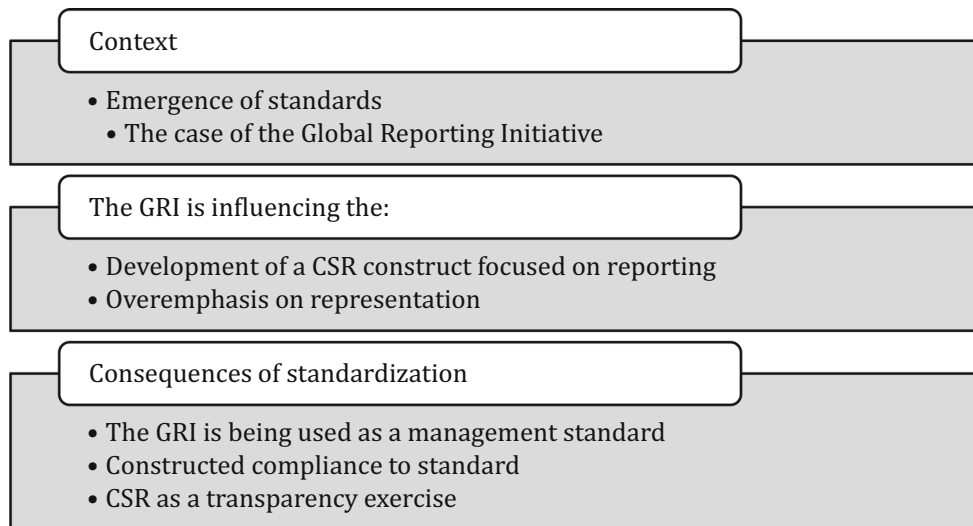 Context
• Emergence of standards
• The case of the Global Reporting Initiative
The GRI is influencing the:
• Development of a CSR construct focused on reporting
• Overemphasis on representation
Consequences of standardization
• The GRI is being used as a management standard
• Constructed compliance to standard
• CSR as a transparency exercise